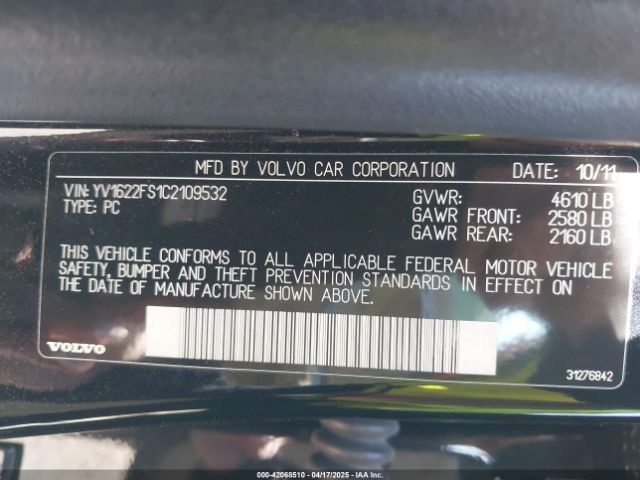 MFD BY VOLVO CAR CORPORATION DATE: 10/11
VIN: YV1622FS1C2109532 GVWR: 4610 LB
TYPE: PC GAWR FRONT: 2580 LB
GAWR REAR: 2160 LB
THIS VEHICLE CONFORMS TO ALL APPLICABLE FEDERAL MOTOR VEHICLE
SAFETY, BUMPER AND THEFT PREVENTION STANDARDS IN EFFECT ON
THE DATE OF MANUFACTURE SHOWN ABOVE.
VOLVO
31276842
000-42068510 - 04/17/2025 - IAA Inc.